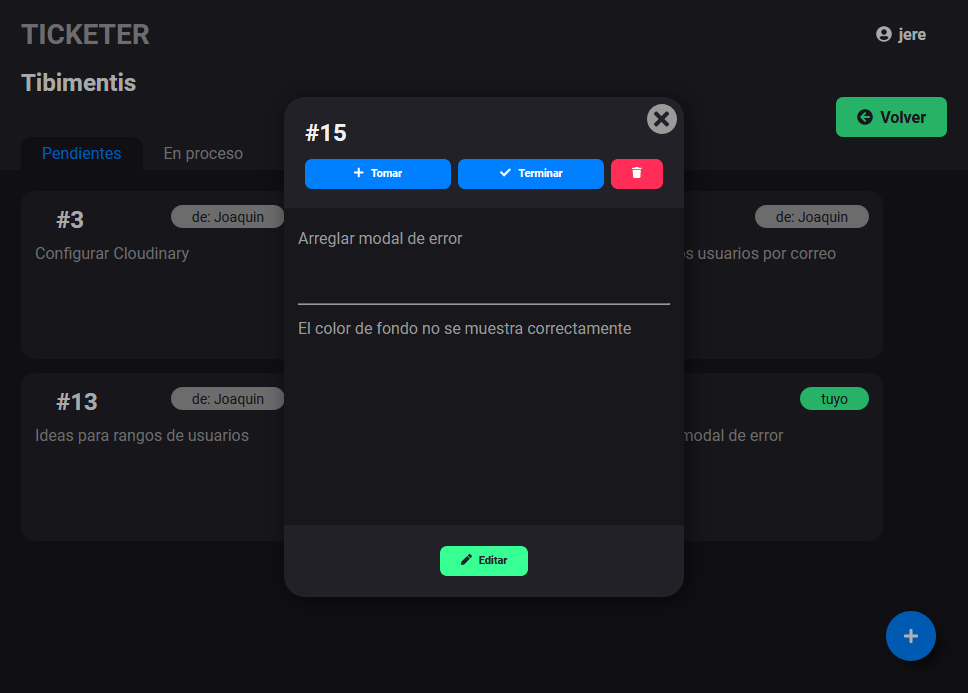 TICKETER
jere
Tibimentis
Volver
Pendientes
En proceso
#15
Tomar
Terminar
Arreglar modal de error
El color de fondo no se muestra correctamente
Editar
#3
de: Joaquin
Configurar Cloudinary
de: Joaquin
usuarios por correo
#13
de: Joaquin
Ideas para rangos de usuarios
tuyo
modal de error